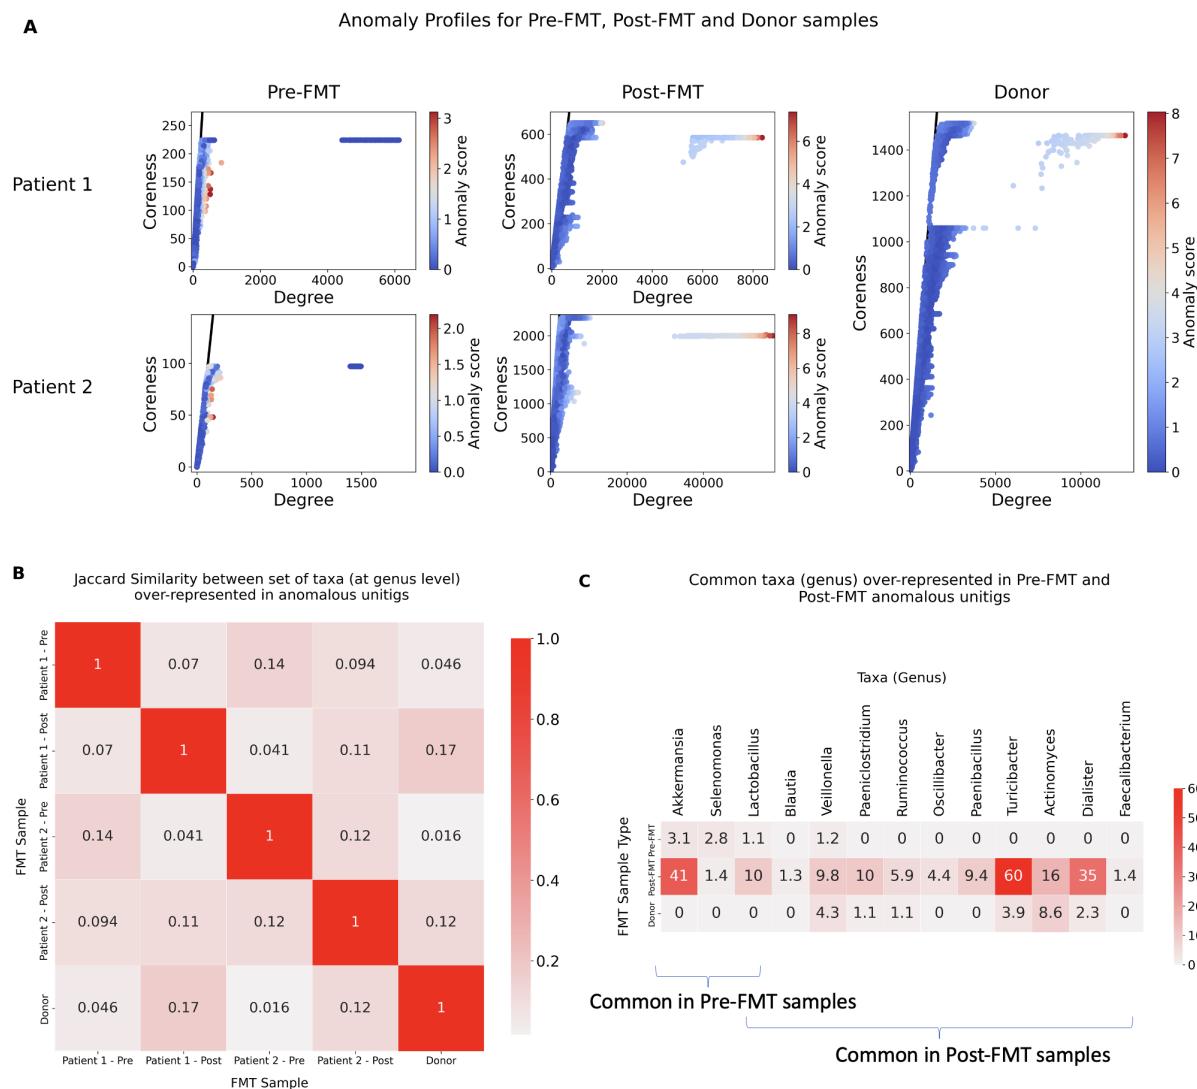 A
Anomaly Profiles for Pre-FMT, Post-FMT and Donor samples
Pre-FMT
Post-FMT
Donor
Patient 1
Coreness
250
200
150
100
50
0
0 2000 4000 6000
Degree
3
2
1
0
Anomaly score
Coreness
600
400
200
0
0 2000 4000 6000 8000
Degree
6
4
2
0
Anomaly score
Patient 2
Coreness
100
50
0
0 500 1000 1500
Degree
2.0
1.5
1.0
0.5
0.0
Anomaly score
Coreness
2000
1500
1000
500
0
0 20000 40000
Degree
8
6
4
2
0
Anomaly score
Coreness
1400
1200
1000
800
600
400
200
0
0 5000 10000
Degree
8
7
6
5
4
3
2
1
0
Anomaly score
B
Jaccard Similarity between set of taxa (at genus level)
over-represented in anomalous unitigs
FMT Sample
Patient 1 - Pre 1 0.07 0.14 0.094 0.046
Patient 1 - Post 0.07 1 0.041 0.11 0.17
Patient 2 - Pre 0.14 0.041 1 0.12 0.016
Patient 2 - Post 0.094 0.11 0.12 1 0.12
Donor 0.046 0.17 0.016 0.12 1
Patient 1 - Pre Patient 1 - Post Patient 2 - Pre Patient 2 - Post Donor
FMT Sample
1.0
0.8
0.6
0.4
0.2
C
Common taxa (genus) over-represented in Pre-FMT and
Post-FMT anomalous unitigs
Taxa (Genus)
Akkermansia
Selenomonas
Lactobacillus
Blautia
Veillonella
Paeniclostridium
Ruminococcus
Oscillibacter
Paenibacillus
Turicibacter
Actinomyces
Dialister
Faecalibacterium
FMT Sample Type
Pre-FMT 3.1 2.8 1.1 0 1.2 0 0 0 0 0 0 0 0
Post-FMT 41 1.4 10 1.3 9.8 10 5.9 4.4 9.4 60 16 35 1.4
Donor 0 0 0 0 4.3 1.1 1.1 0 0 3.9 8.6 2.3 0
60
50
40
30
20
10
0
Common in Pre-FMT samples
Common in Post-FMT samples